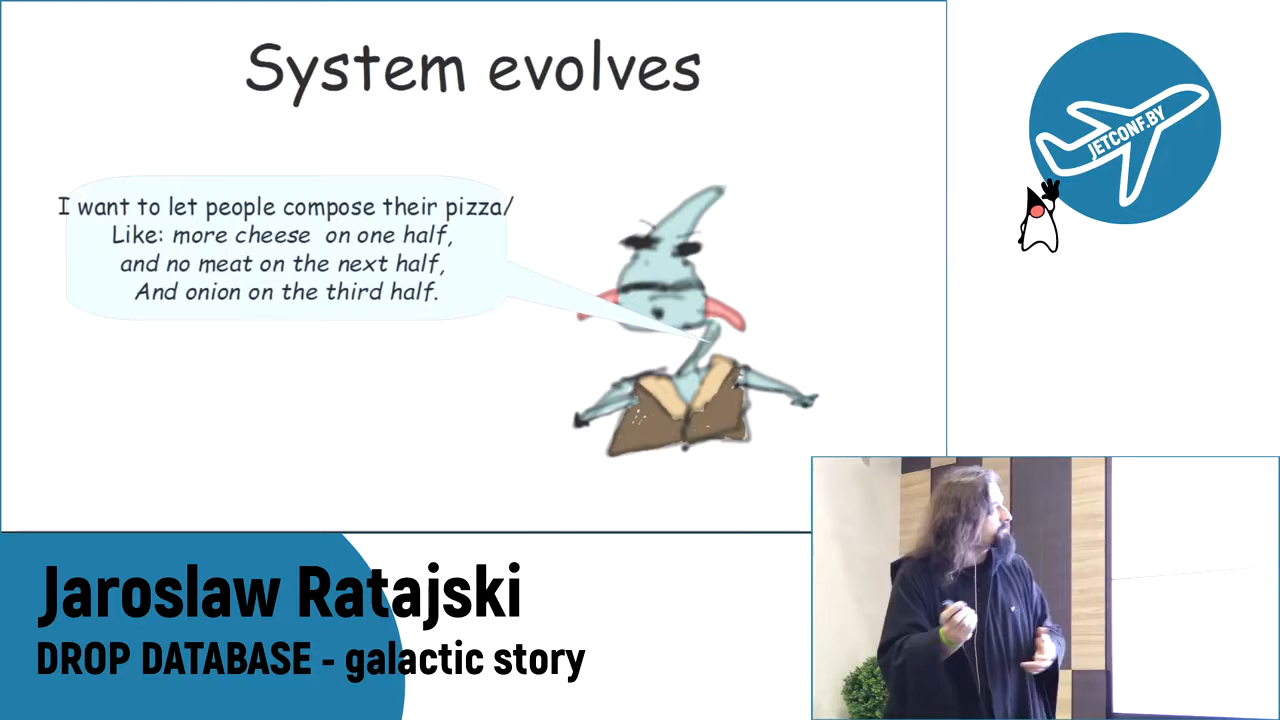 System evolves
I want to let people compose their pizza/
Like: more cheese on one half,
and no meat on the next half,
And onion on the third half.
JETCONF.BY
Jaroslaw Ratajski
DROP DATABASE - galactic story